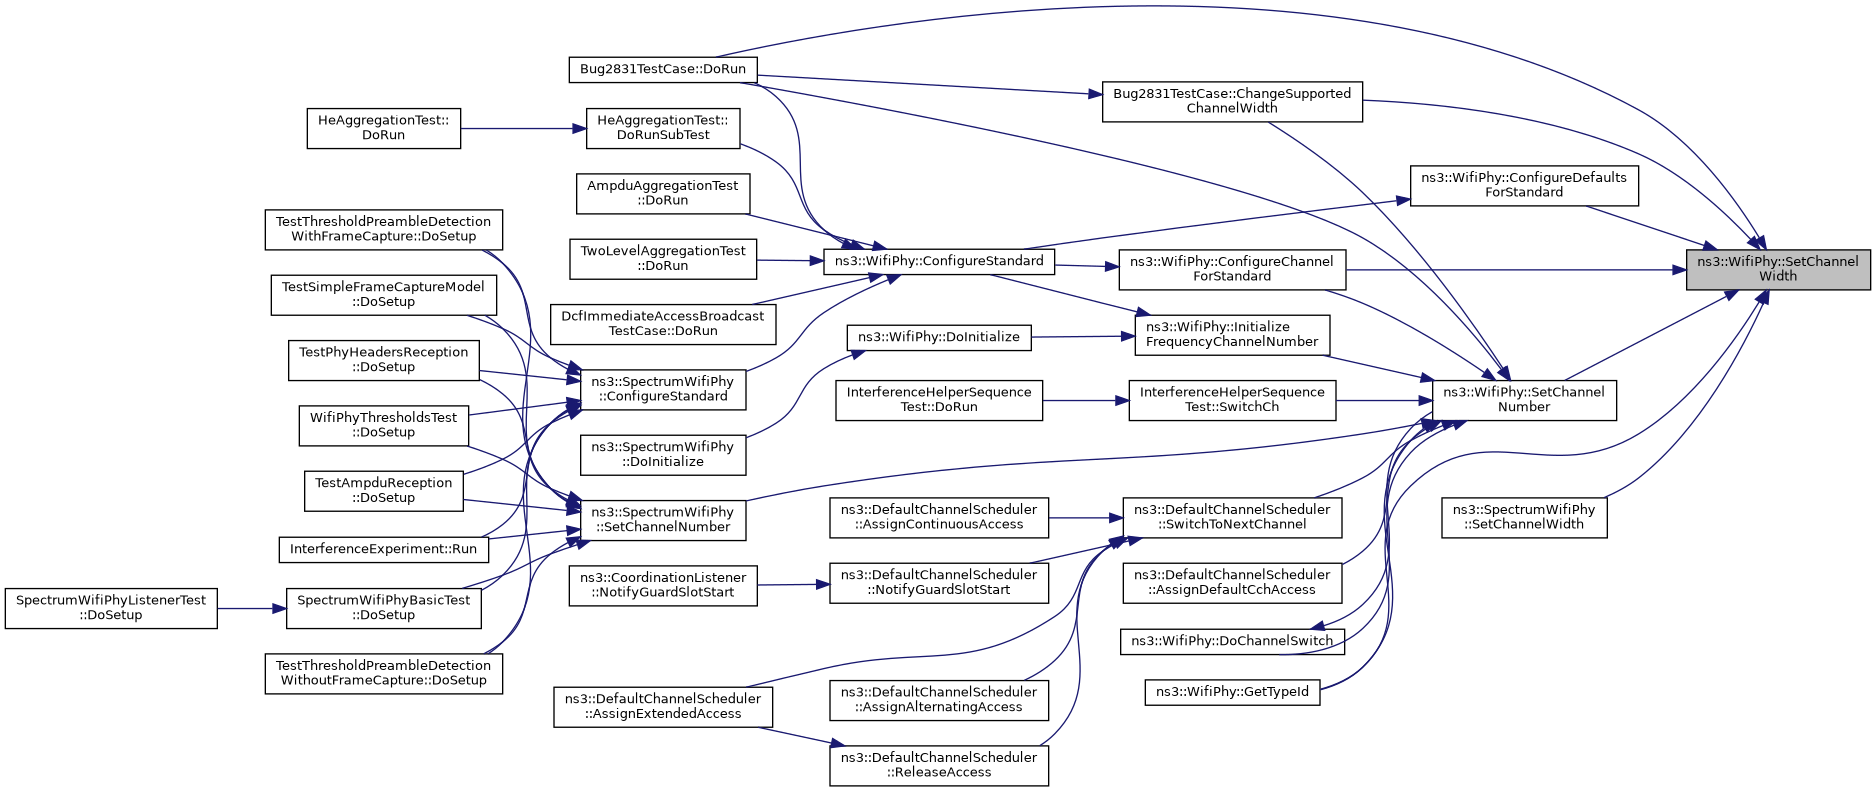 Bug2831TestCase::DoRun
Bug2831TestCase::ChangeSupported
ChannelWidth
HeAggregationTest::
DoRun
HeAggregationTest::
DoRunSubTest
ns3::WifiPhy::ConfigureDefaults
ForStandard
AmpduAggregationTest
::DoRun
TestThresholdPreambleDetection
WithFrameCapture::DoSetup
TwoLevelAggregationTest
::DoRun
ns3::WifiPhy::ConfigureStandard
ns3::WifiPhy::ConfigureChannel
ForStandard
ns3::WifiPhy::SetChannel
Width
TestSimpleFrameCaptureModel
::DoSetup
DcfImmediateAccessBroadcast
TestCase::DoRun
ns3::WifiPhy::DoInitialize
ns3::WifiPhy::Initialize
FrequencyChannelNumber
TestPhyHeadersReception
::DoSetup
ns3::SpectrumWifiPhy
::ConfigureStandard
InterferenceHelperSequence
Test::DoRun
InterferenceHelperSequence
Test::SwitchCh
ns3::WifiPhy::SetChannel
Number
WifiPhyThresholdsTest
::DoSetup
ns3::SpectrumWifiPhy
::DoInitialize
TestAmpduReception
::DoSetup
ns3::SpectrumWifiPhy
::SetChannelNumber
ns3::DefaultChannelScheduler
::AssignContinuousAccess
ns3::DefaultChannelScheduler
::SwitchToNextChannel
ns3::SpectrumWifiPhy
::SetChannelWidth
InterferenceExperiment::Run
ns3::CoordinationListener
::NotifyGuardSlotStart
ns3::DefaultChannelScheduler
::NotifyGuardSlotStart
ns3::DefaultChannelScheduler
::AssignDefaultCchAccess
SpectrumWifiPhyListenerTest
::DoSetup
SpectrumWifiPhyBasicTest
::DoSetup
ns3::WifiPhy::DoChannelSwitch
TestThresholdPreambleDetection
WithoutFrameCapture::DoSetup
ns3::WifiPhy::GetTypeId
ns3::DefaultChannelScheduler
::AssignExtendedAccess
ns3::DefaultChannelScheduler
::AssignAlternatingAccess
ns3::DefaultChannelScheduler
::ReleaseAccess